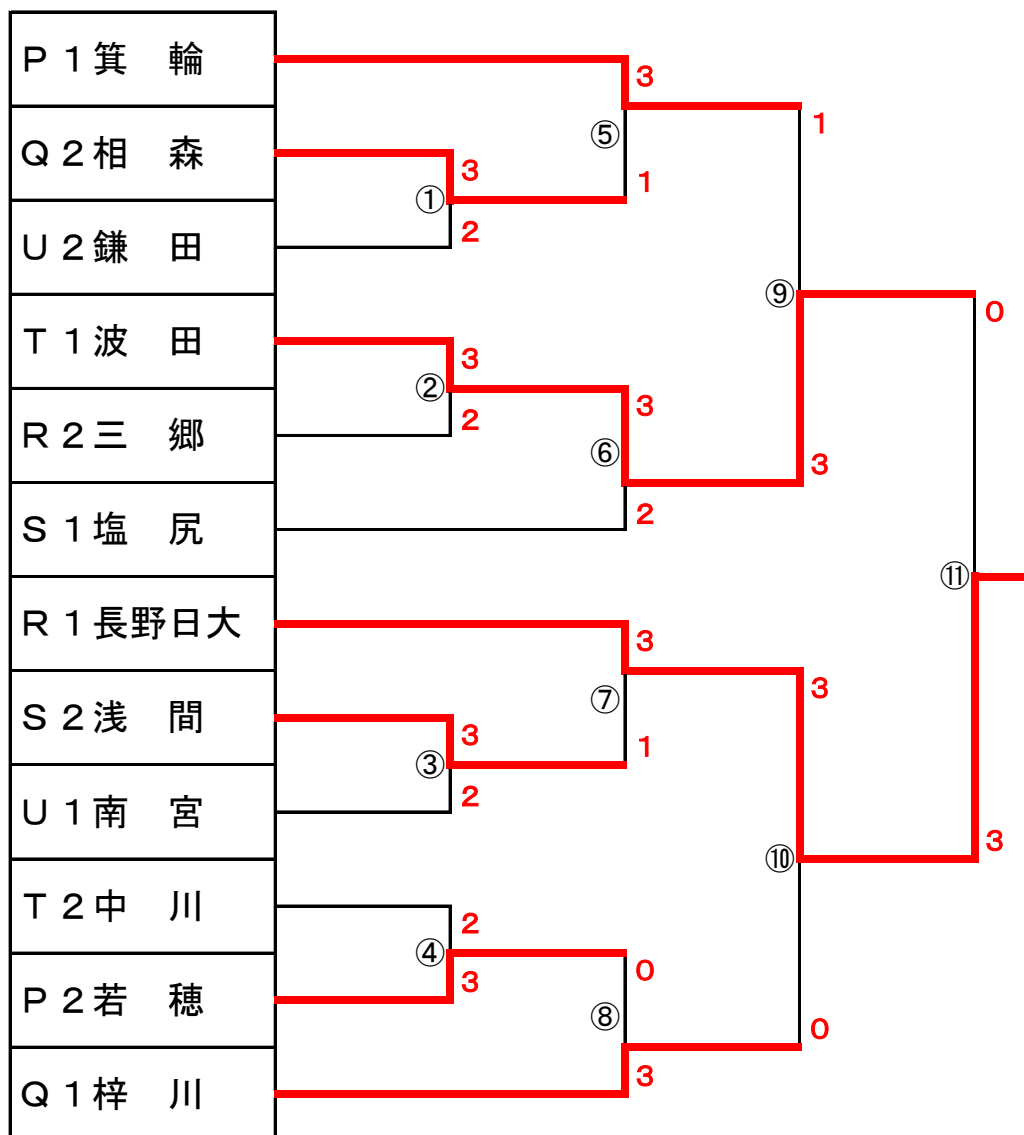 P1箕　輪
3
1
⑤
Q2相　森
3
1
①
2
U2鎌　田
⑨
0
T1波　田
3
②
3
R2三　郷
2
⑥
3
S1塩　尻
2
⑪
R1長野日大
3
3
⑦
S2浅　間
3
1
③
2
U1南　宮
3
⑩
T2中　川
2
④
0
P2若　穂
3
⑧
0
Q1梓　川
3